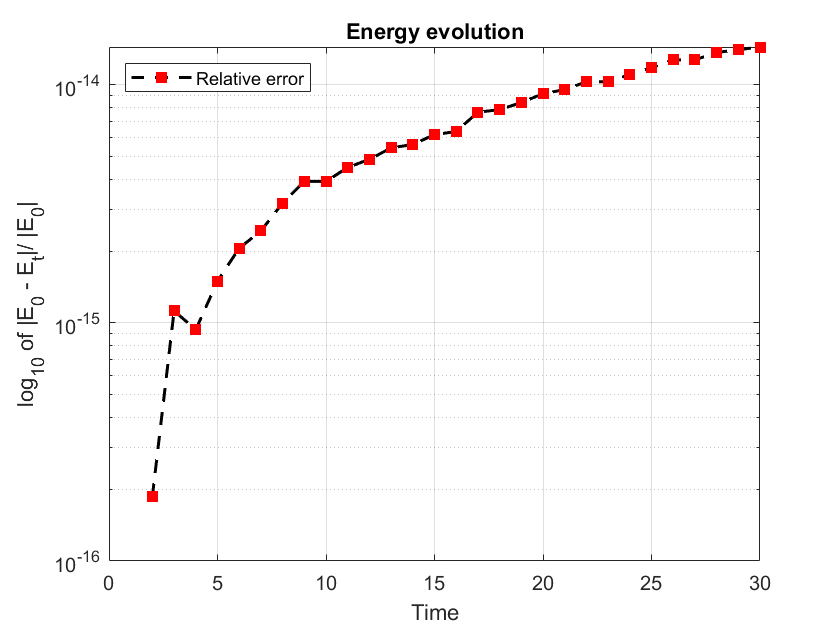 Energy evolution
Relative error
log₁₀ of |E₀ - Eₜ|/ |E₀|
10⁻¹⁴
10⁻¹⁵
10⁻¹⁶
0 5 10 15 20 25 30
Time